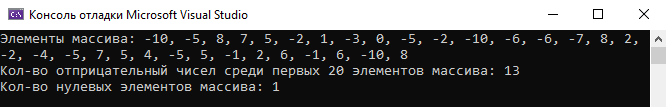 Консоль отладки Microsoft Visual Studio
Элементы массива: -10, -5, 8, 7, 5, -2, 1, -3, 0, -5, -2, -10, -6, -6, -7, 8, 2,
-2, -4, -5, 7, 5, 4, -5, 5, -1, 2, 6, -1, 6, -10, 8
Кол-во отприцательный чисел среди первых 20 элементов массива: 13
Кол-во нулевых элементов массива: 1